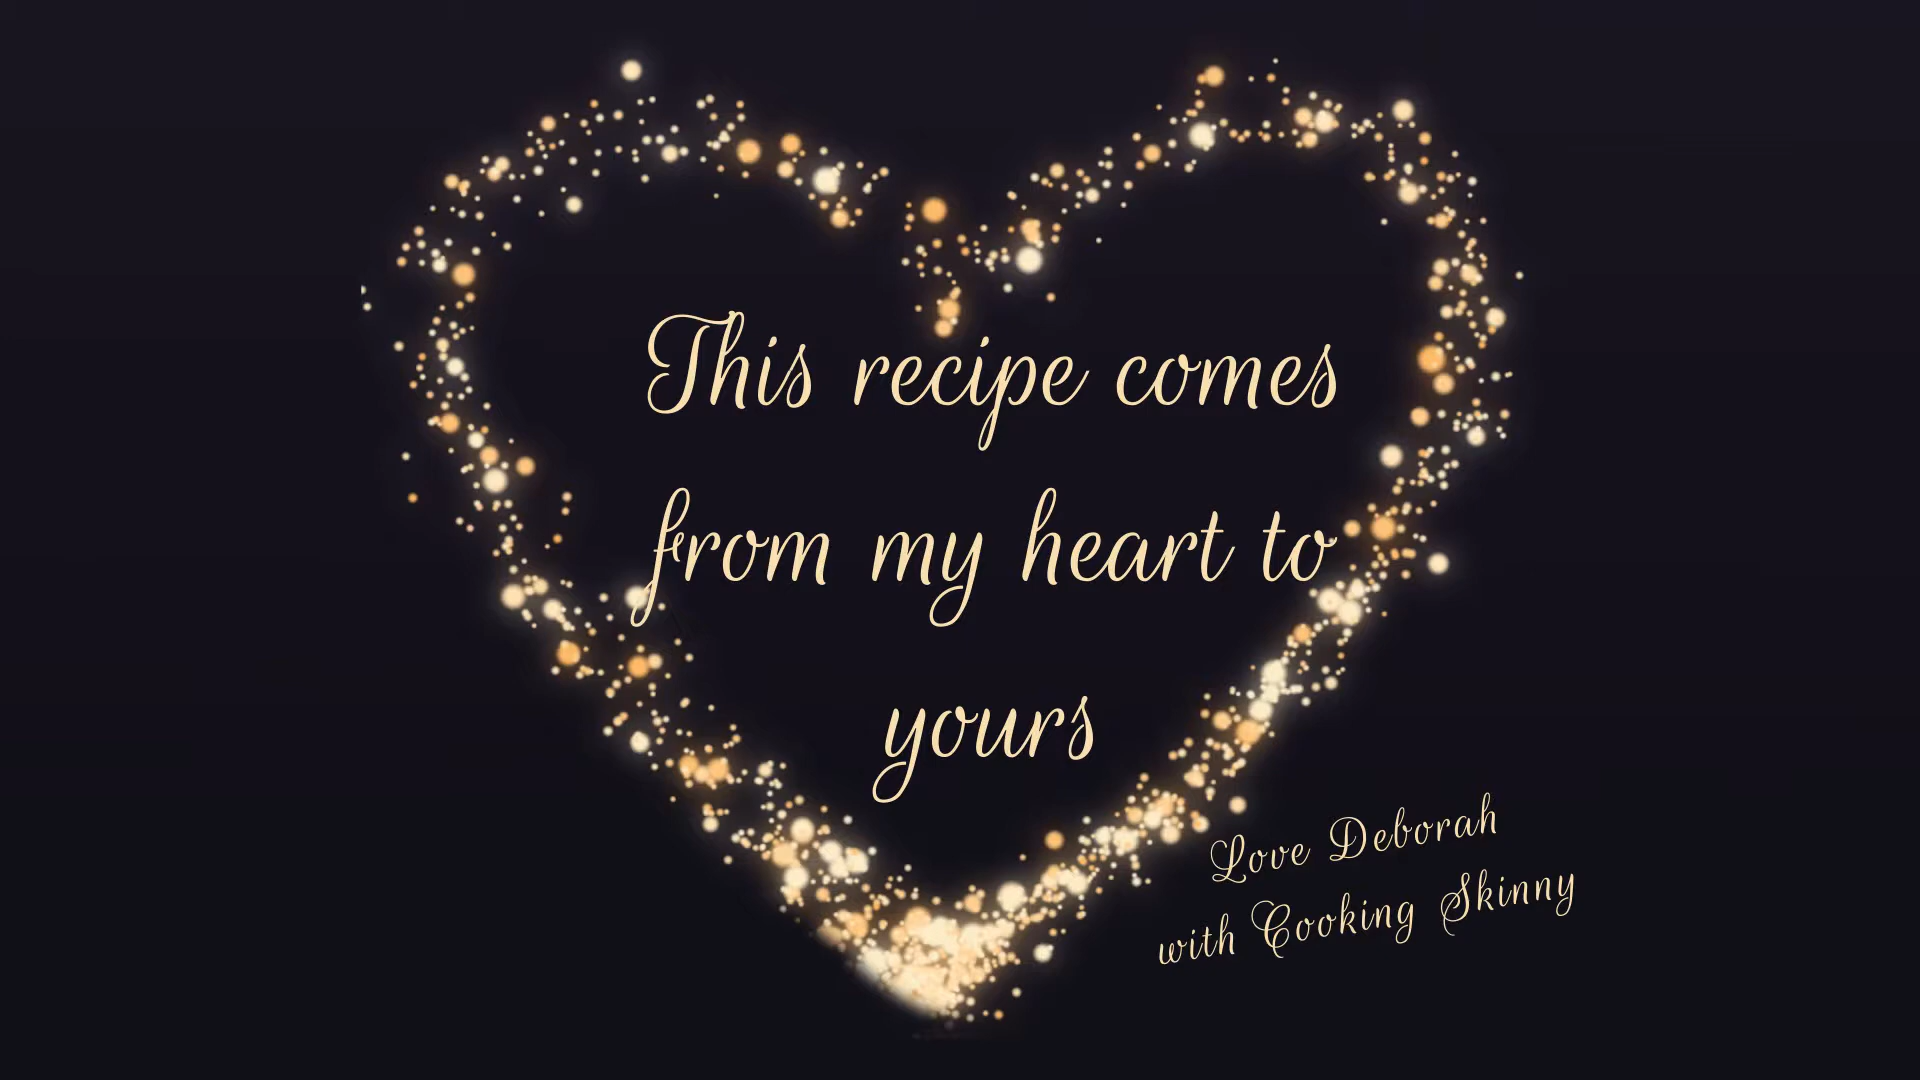 This recipe comes
from my heart to
yours
Love Deborah
with Cooking Skinny